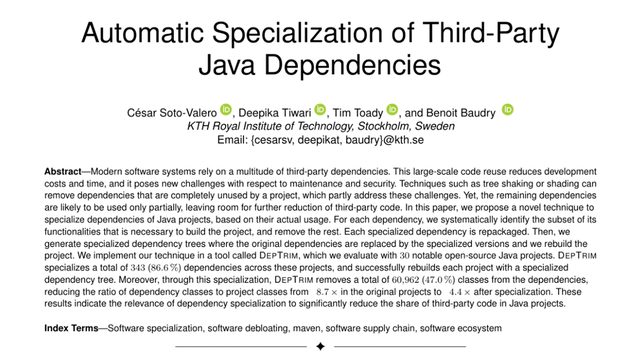 Automatic Specialization of Third-Party
Java Dependencies
César Soto-Valero iD, Deepika Tiwari iD, Tim Toady iD, and Benoit Baudry iD
KTH Royal Institute of Technology, Stockholm, Sweden
Email: {cesarsv, deepikat, baudry}@kth.se
Abstract—Modern software systems rely on a multitude of third-party dependencies. This large-scale code reuse reduces development
costs and time, and it poses new challenges with respect to maintenance and security. Techniques such as tree shaking or shading can
remove dependencies that are completely unused by a project, which partly address these challenges. Yet, the remaining dependencies
are likely to be used only partially, leaving room for further reduction of third-party code. In this paper, we propose a novel technique to
specialize dependencies of Java projects, based on their actual usage. For each dependency, we systematically identify the subset of its
functionalities that is necessary to build the project, and remove the rest. Each specialized dependency is repackaged. Then, we
generate specialized dependency trees where the original dependencies are replaced by the specialized versions and we rebuild the
project. We implement our technique in a tool called DEPTRIM, which we evaluate with 30 notable open-source Java projects. DEPTRIM
specializes a total of 343 (86.6 %) dependencies across these projects, and successfully rebuilds each project with a specialized
dependency tree. Moreover, through this specialization, DEPTRIM removes a total of 60,962 (47.0 %) classes from the dependencies,
reducing the ratio of dependency classes to project classes from 8.7 × in the original projects to 4.4 × after specialization. These
results indicate the relevance of dependency specialization to significantly reduce the share of third-party code in Java projects.
Index Terms—Software specialization, software debloating, maven, software supply chain, software ecosystem